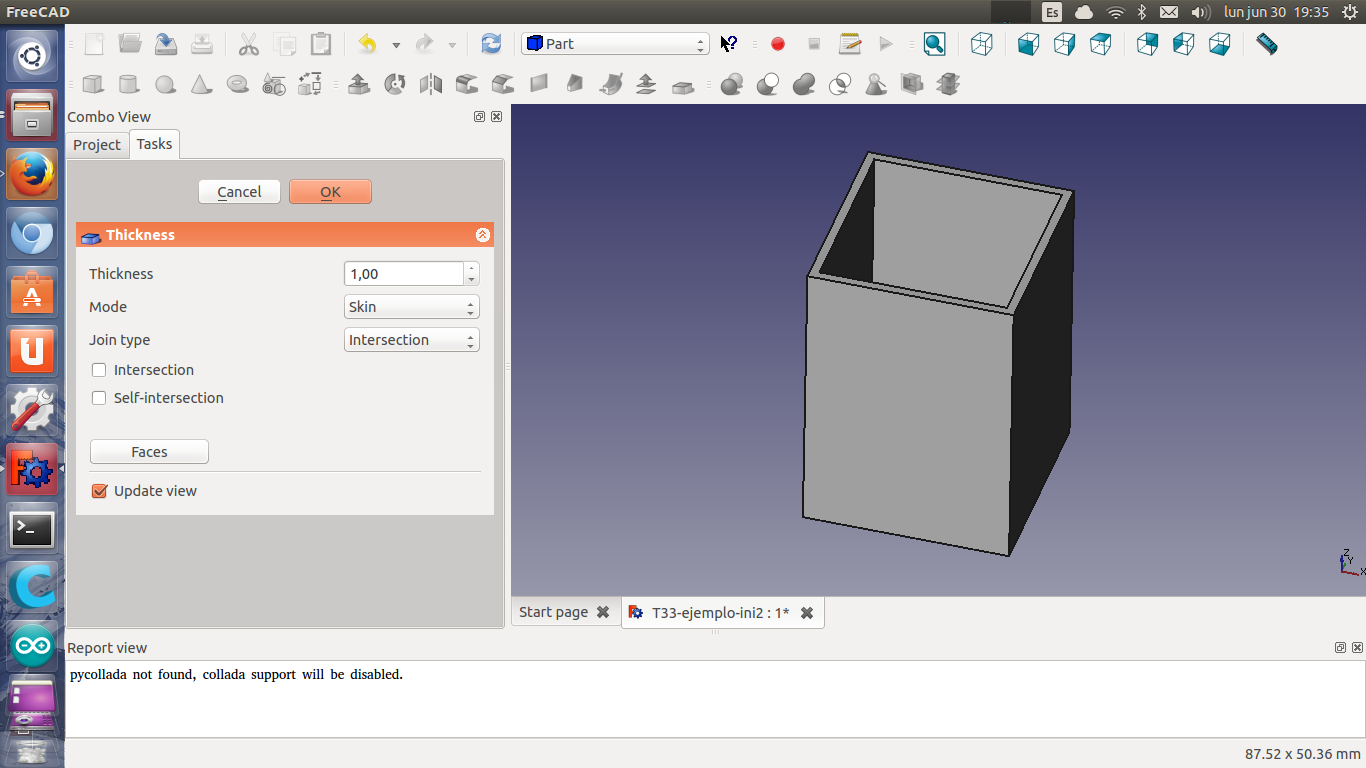 FreeCAD
Es
lun jun 30 19:35
Part
Combo View
Project
Tasks
Cancel
OK
Thickness
Thickness
1,00
Mode
Skin
Join type
Intersection
Intersection
Self-intersection
Faces
Update view
Z
Y
X
Start page
T33-ejemplo-ini2 : 1*
Report view
pycollada not found, collada support will be disabled.
87.52 x 50.36 mm